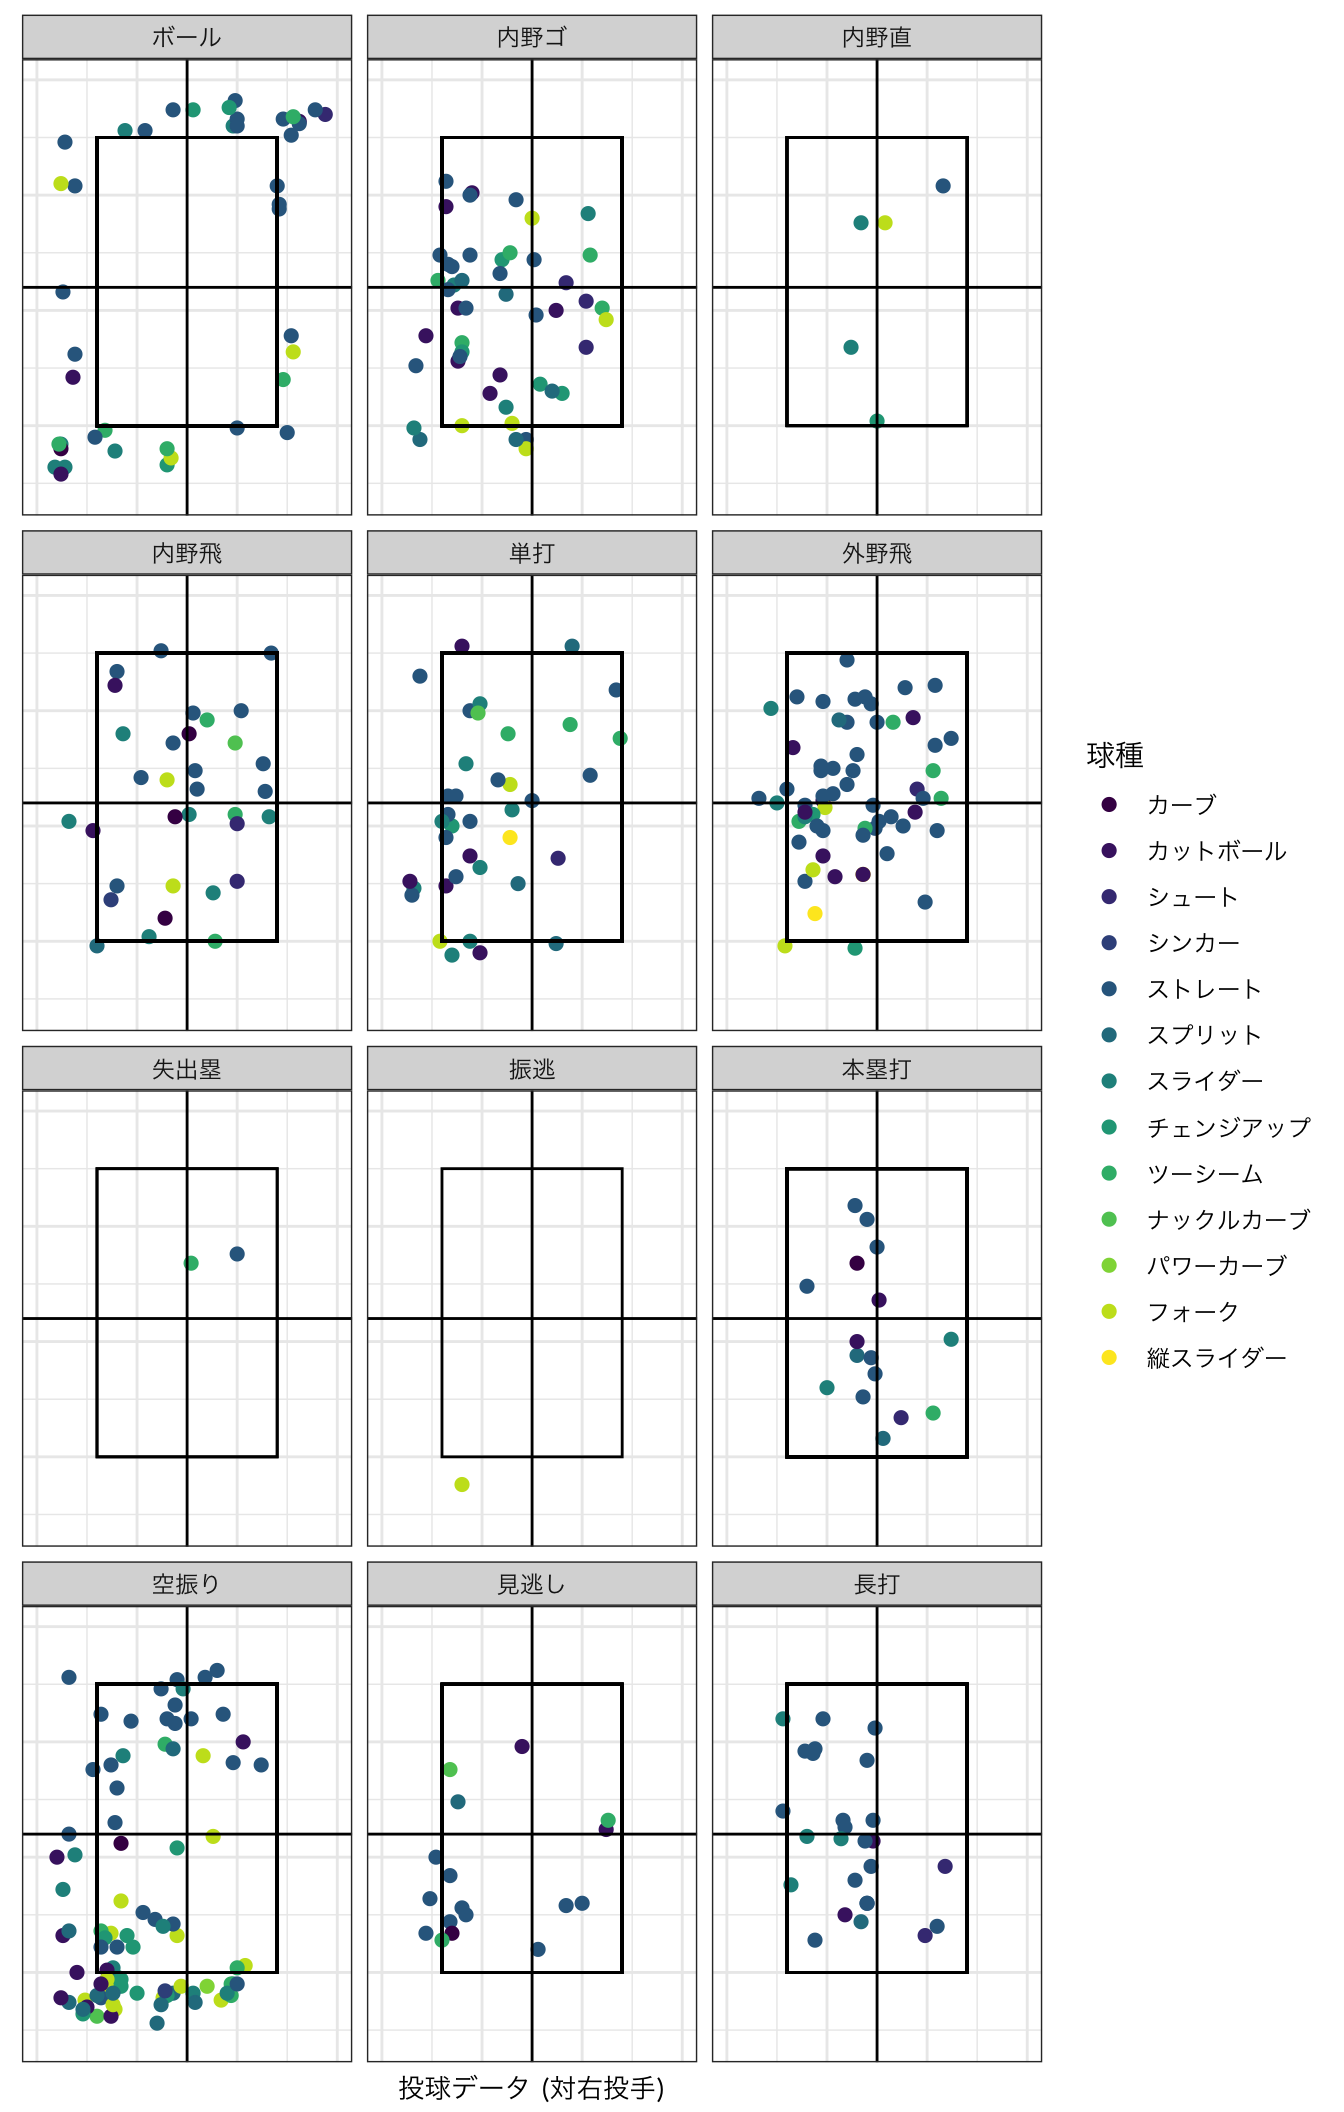 ボール
内野ゴ
内野直
内野飛
単打
外野飛
失出塁
振逃
本塁打
空振り
見逃し
長打
球種
カーブ
カットボール
シュート
シンカー
ストレート
スプリット
スライダー
チェンジアップ
ツーシーム
ナックルカーブ
パワーカーブ
フォーク
縦スライダー
投球データ (対右投手)